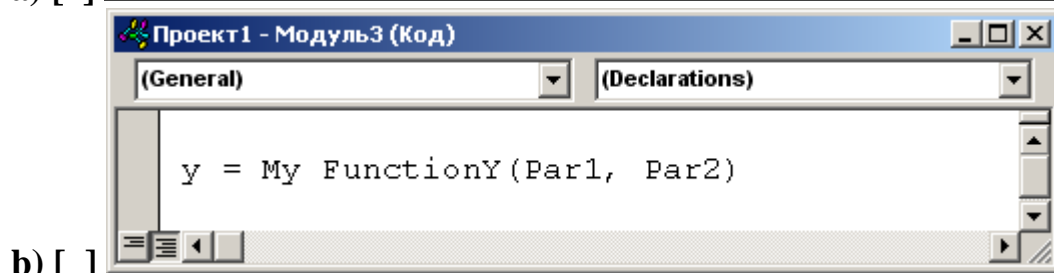 Проект1 - Модуль3 (Код)
(General) (Declarations)
y = My FunctionY(Par1, Par2)
b) [ ]